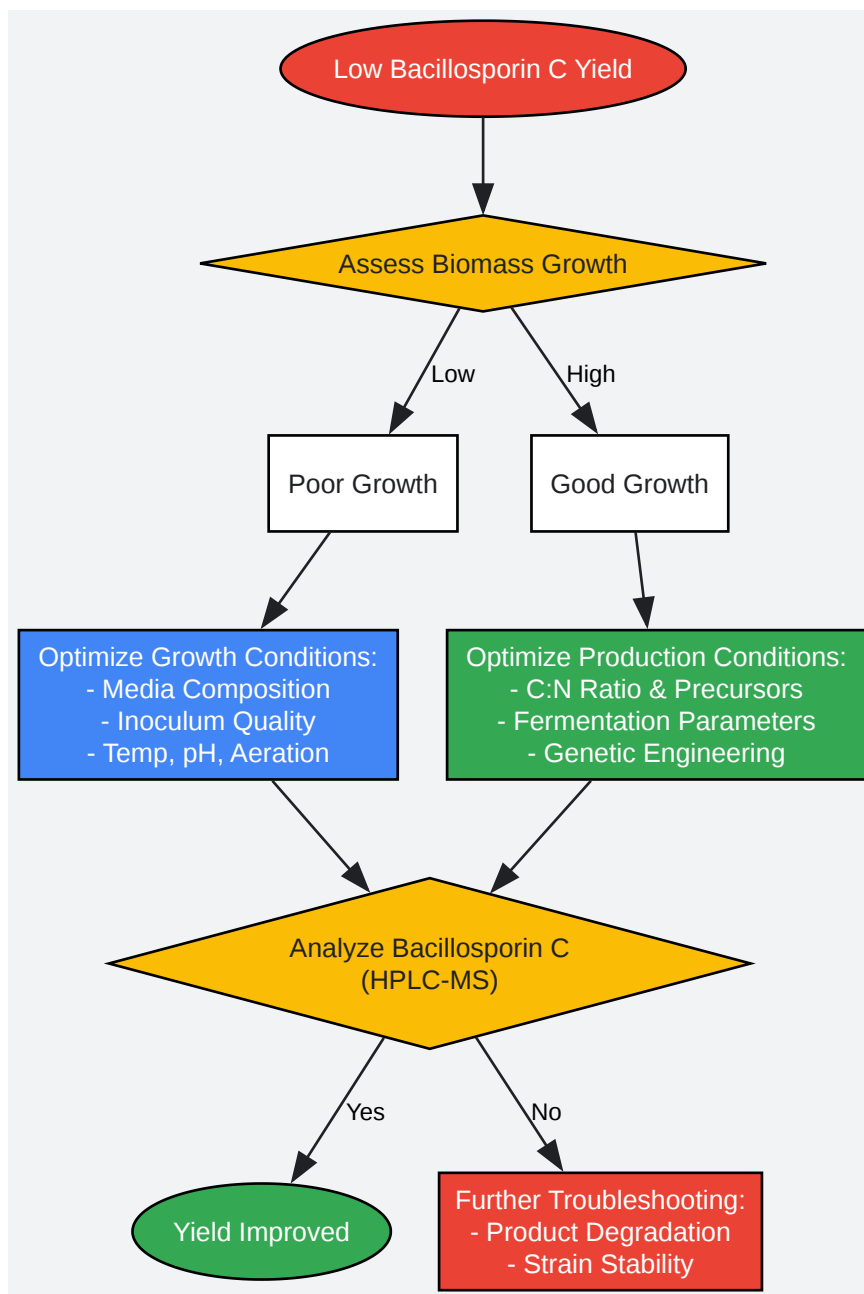 Low Bacillosporin C Yield
Assess Biomass Growth
Low
High
Poor Growth
Good Growth
Optimize Growth Conditions:
- Media Composition
- Inoculum Quality
- Temp, pH, Aeration
Optimize Production Conditions:
- C:N Ratio & Precursors
- Fermentation Parameters
- Genetic Engineering
Analyze Bacillosporin C
(HPLC-MS)
Yes
No
Yield Improved
Further Troubleshooting:
- Product Degradation
- Strain Stability